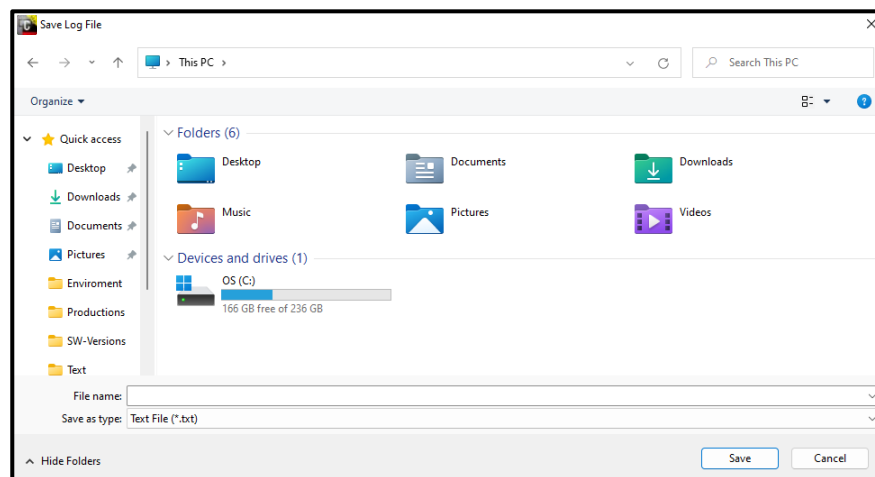 Save Log File
This PC
Search This PC
Organize
Quick access
Desktop
Downloads
Documents
Pictures
Enviroment
Productions
SW-Versions
Text
Folders (6)
Desktop
Documents
Downloads
Music
Pictures
Videos
Devices and drives (1)
OS (C:)
166 GB free of 236 GB
File name:
Save as type: Text File (*.txt)
Hide Folders
Save
Cancel